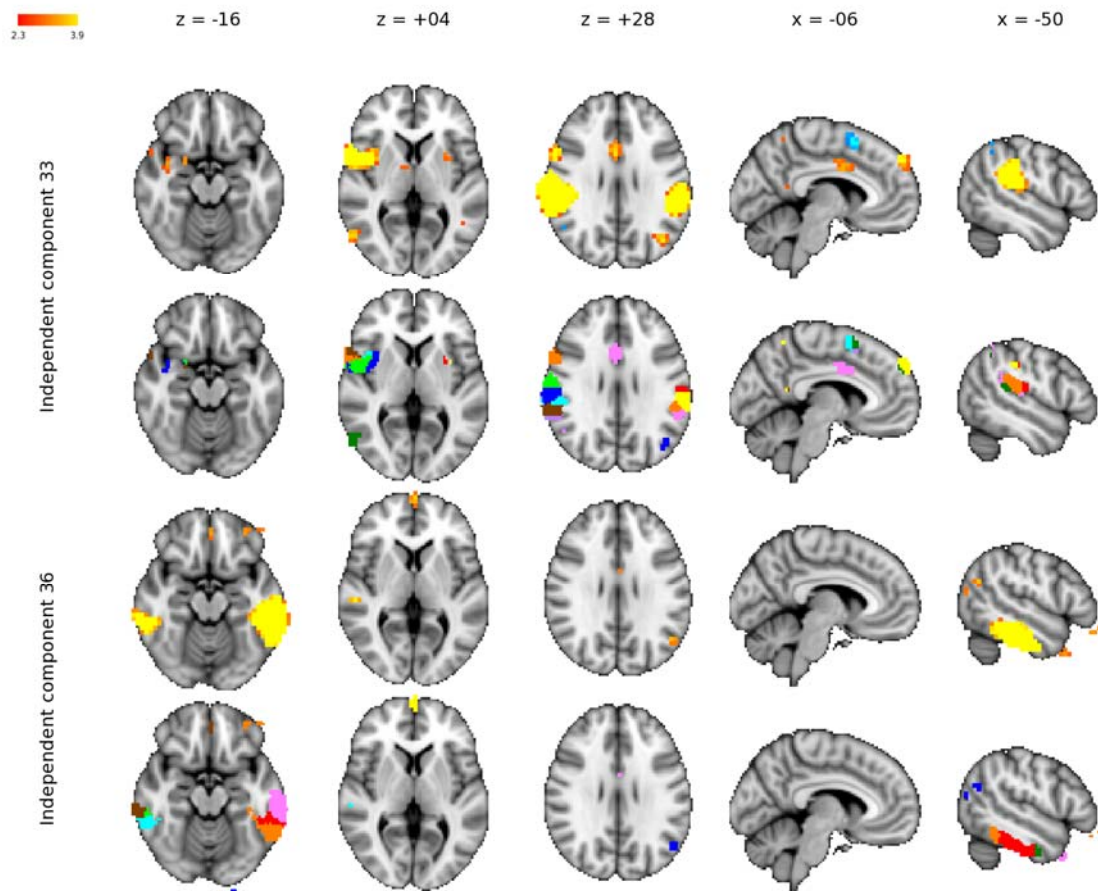 z = -16 z = +04 z = +28 x = -06 x = -50
2.3 3.9
Independent component 33
Independent component 36